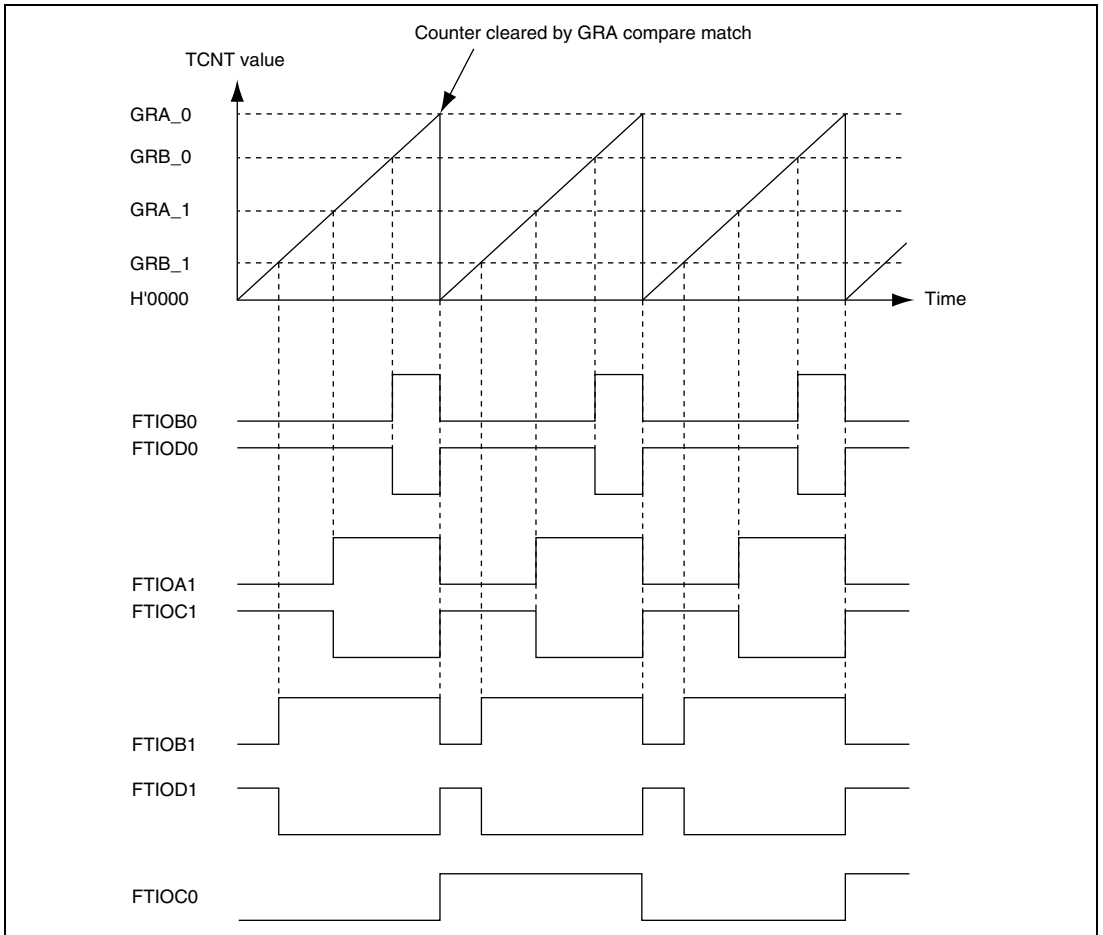 Counter cleared by GRA compare match
TCNT value
GRA_0
GRB_0
GRA_1
GRB_1
H'0000
Time
FTIOB0
FTIOD0
FTIOA1
FTIOC1
FTIOB1
FTIOD1
FTIOC0